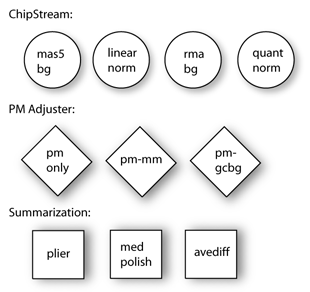 ChipStream:
mas5 bg
linear norm
rma bg
quant norm
PM Adjuster:
pm only
pm-mm
pm-gcbg
Summarization:
plier
med polish
avediff